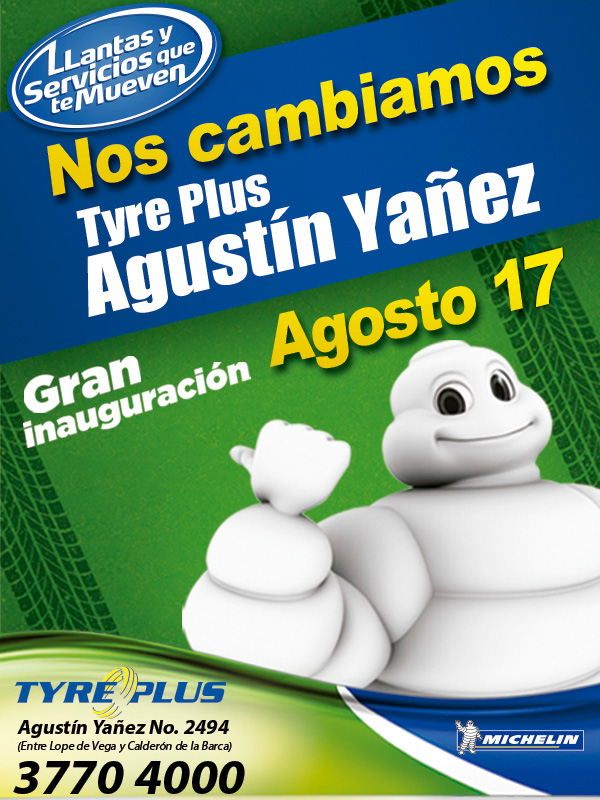 LLantas y
Servicios que
te Mueven
Nos cambiamos
Tyre Plus
Agustín Yañez
Agosto 17
Gran
inauguración
TYREPLUS
Agustín Yañez No. 2494
(Entre Lope de Vega y Calderón de la Barca)
3770 4000
MICHELIN